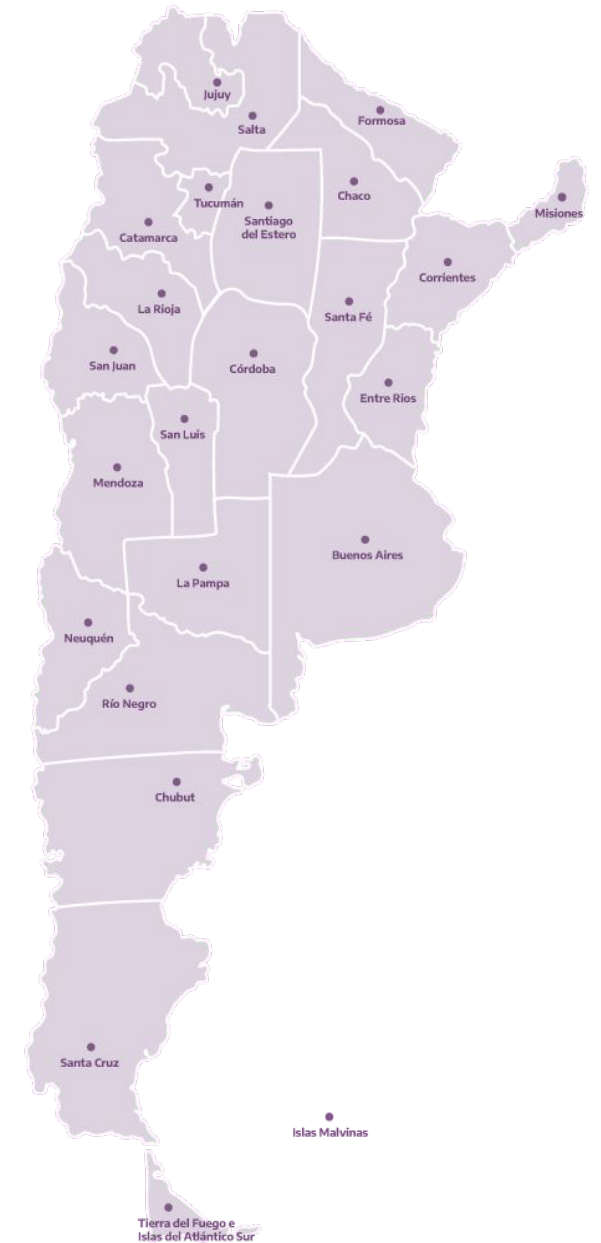 Jujuy
Salta
Formosa
Chaco
Tucumán
Misiones
Santiago
del Estero
Catamarca
Corrientes
La Rioja
Santa Fé
San Juan
Córdoba
Entre Rios
San Luis
Mendoza
Buenos Aires
La Pampa
Neuquén
Río Negro
Chubut
Santa Cruz
Islas Malvinas
Tierra del Fuego e
Islas del Atlántico Sur